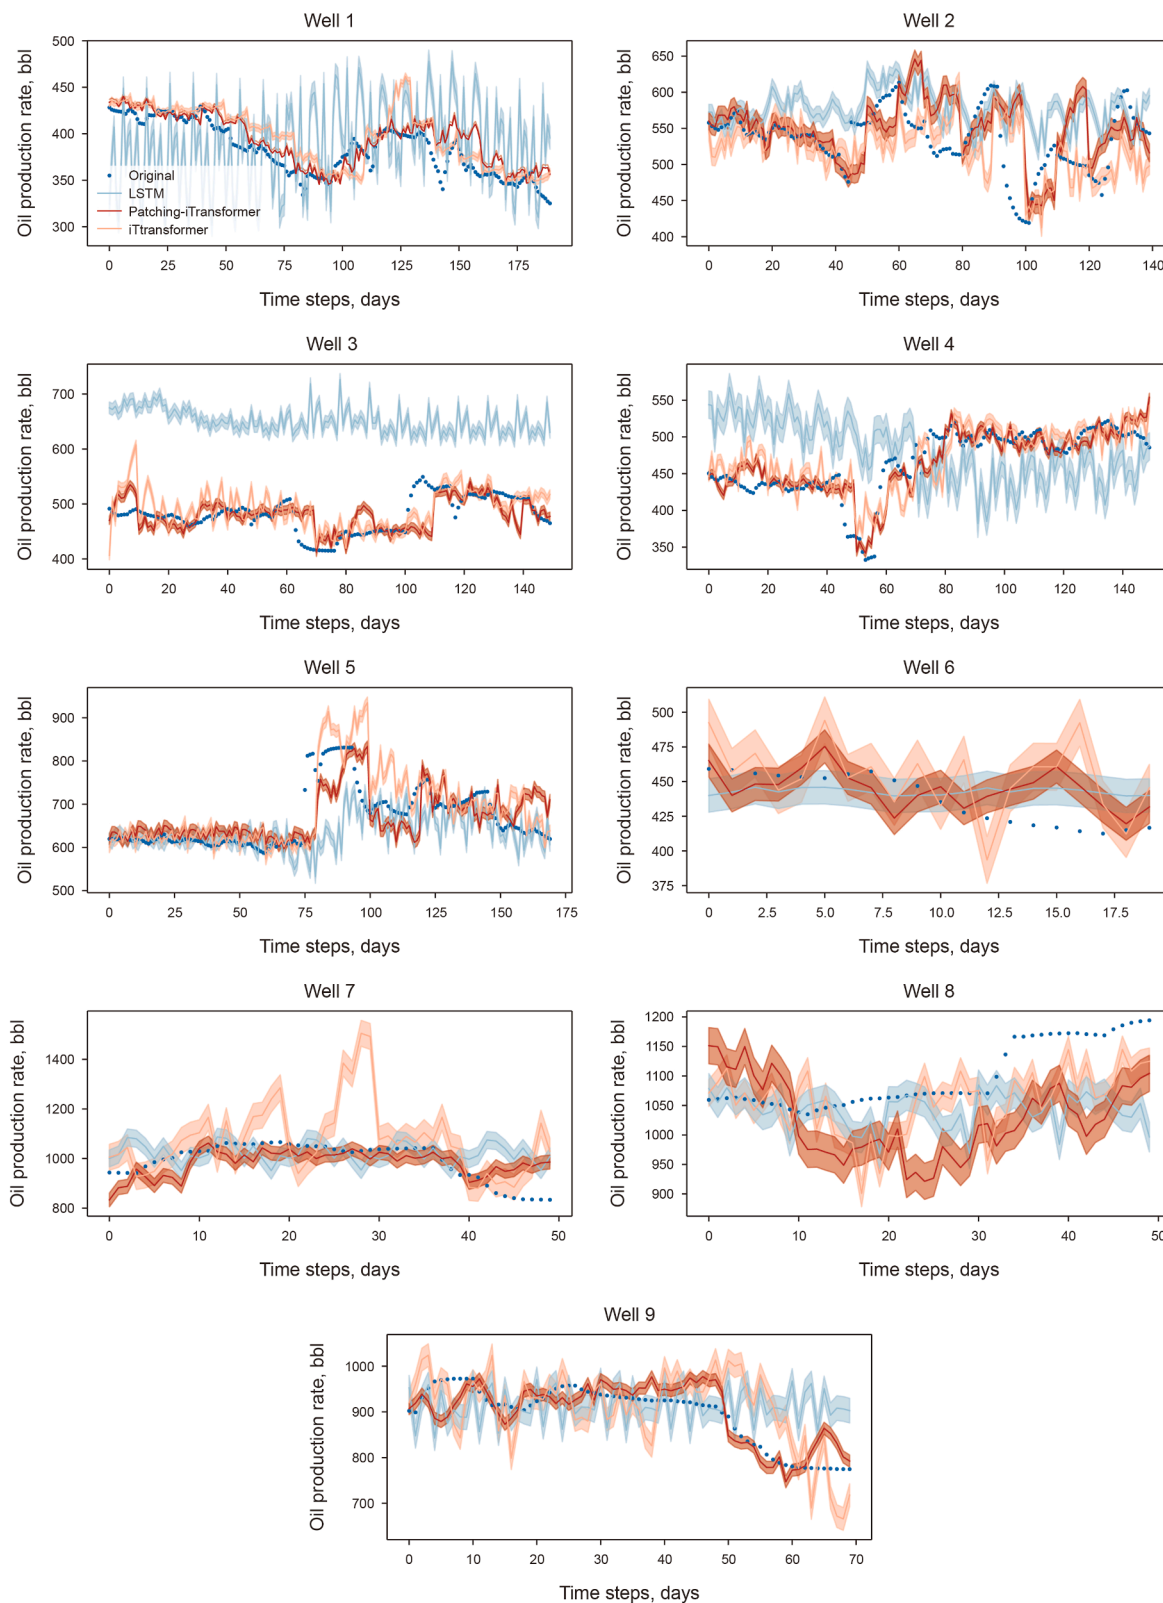 Well 1
Oil production rate, bbl
500
450
400
350
300
Original
LSTM
Patching-iTransformer
iTtransformer
0 25 50 75 100 125 150 175
Time steps, days
Well 2
Oil production rate, bbl
650
600
550
500
450
400
0 20 40 60 80 100 120 140
Time steps, days
Well 3
Oil production rate, bbl
700
600
500
400
0 20 40 60 80 100 120 140
Time steps, days
Well 4
Oil production rate, bbl
550
500
450
400
350
0 20 40 60 80 100 120 140
Time steps, days
Well 5
Oil production rate, bbl
900
800
700
600
500
0 25 50 75 100 125 150 175
Time steps, days
Well 6
Oil production rate, bbl
500
475
450
425
400
375
0 2.5 5.0 7.5 10.0 12.5 15.0 17.5
Time steps, days
Well 7
Oil production rate, bbl
1400
1200
1000
800
0 10 20 30 40 50
Time steps, days
Well 8
Oil production rate, bbl
1200
1150
1100
1050
1000
950
900
0 10 20 30 40 50
Time steps, days
Well 9
Oil production rate, bbl
1000
900
800
700
0 10 20 30 40 50 60 70
Time steps, days